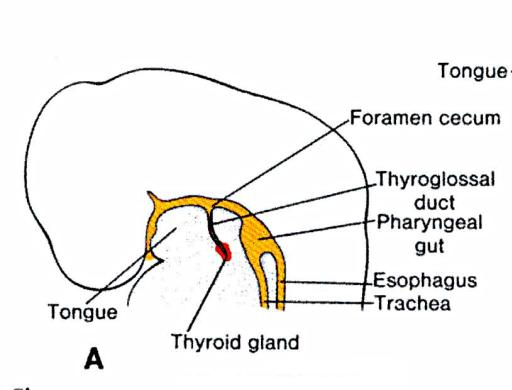 Tongue
Foramen cecum
Thyroglossal
duct
Pharyngeal
gut
Esophagus
Trachea
Tongue
Thyroid gland
A